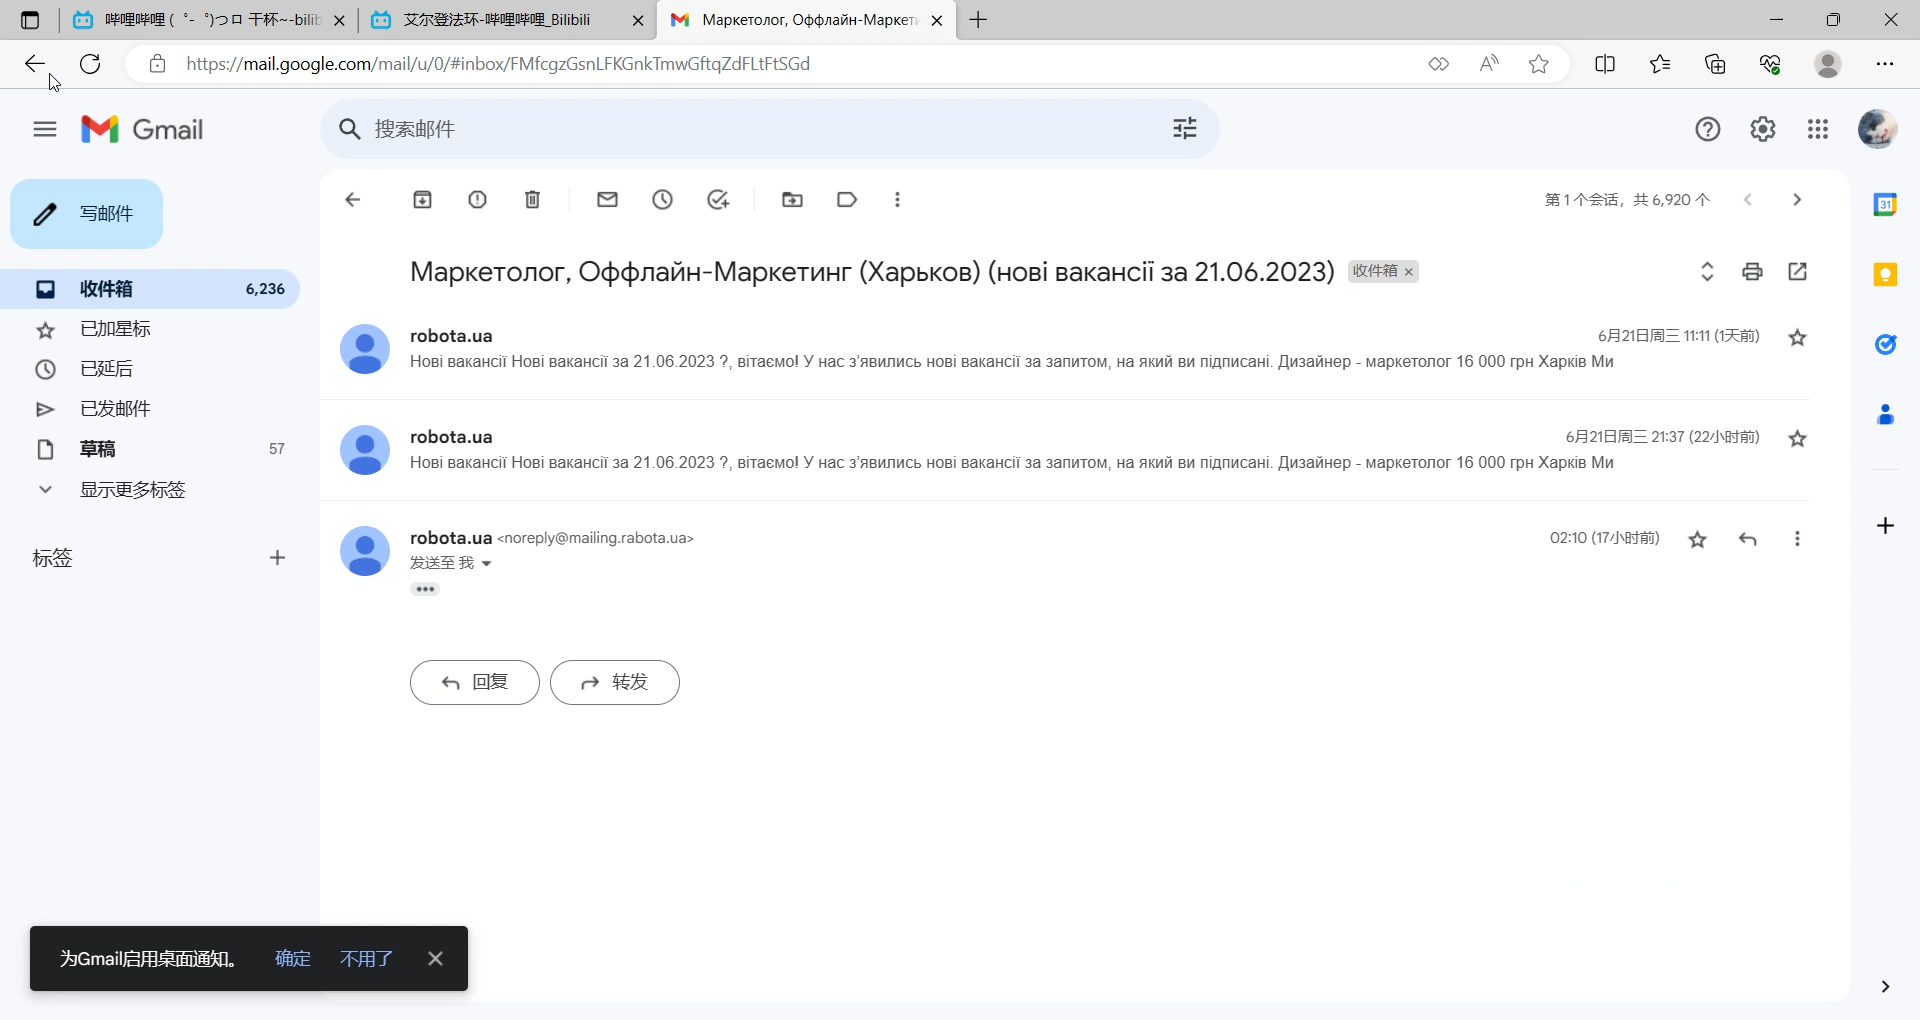 哔哩哔哩 (゜-゜)つロ 干杯~-bilib
艾尔登法环-哔哩哔哩_Bilibili
Маркетолог, Оффлайн-Маркети
https://mail.google.com/mail/u/0/#inbox/FMfcgzGsnLFKGnkTmwGftqZdFLtFtSGd
Gmail
搜索邮件
写邮件
第 1 个会话，共 6,920 个
31
Маркетолог, Оффлайн-Маркетинг (Харьков) (нові вакансії за 21.06.2023)
收件箱 ×
收件箱 6,236
已加星标
已延后
已发邮件
草稿 57
显示更多标签
标签
robota.ua
6月21日周三 11:11 (1天前)
Нові вакансії Нові вакансії за 21.06.2023 ?, вітаємо! У нас з'явились нові вакансії за запитом, на який ви підписані. Дизайнер - маркетолог 16 000 грн Харків Ми
robota.ua
6月21日周三 21:37 (22小时前)
Нові вакансії Нові вакансії за 21.06.2023 ?, вітаємо! У нас з'явились нові вакансії за запитом, на який ви підписані. Дизайнер - маркетолог 16 000 грн Харків Ми
robota.ua <noreply@mailing.rabota.ua>
02:10 (17小时前)
发送至 我
回复
转发
为Gmail启用桌面通知。 确定 不用了